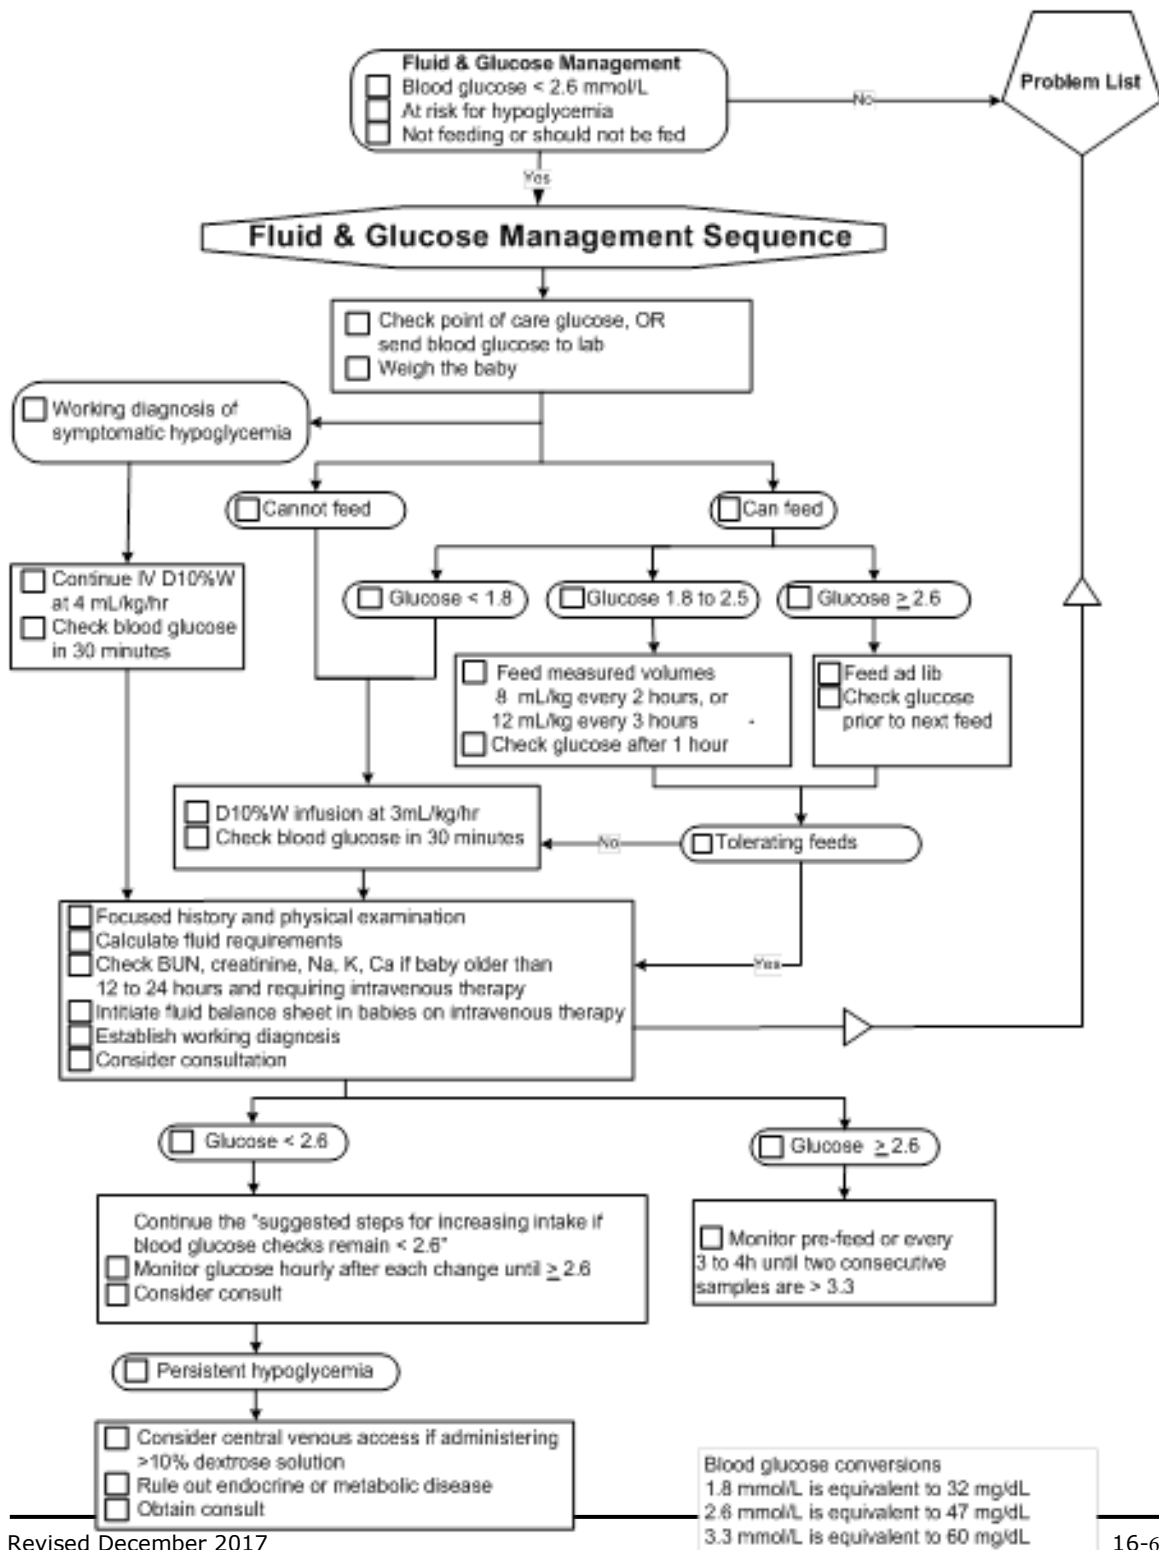 Fluid & Glucose Management
Blood glucose < 2.6 mmol/L
At risk for hypoglycemia
Not feeding or should not be fed
No
Problem List
Yes
Fluid & Glucose Management Sequence
Check point of care glucose, OR
send blood glucose to lab
Weigh the baby
Working diagnosis of
symptomatic hypoglycemia
Cannot feed
Can feed
Continue IV D10%W
at 4 mL/kg/hr
Check blood glucose
in 30 minutes
Glucose < 1.8
Glucose 1.8 to 2.5
Glucose ≥ 2.6
Feed measured volumes
8 mL/kg every 2 hours, or
12 mL/kg every 3 hours
Check glucose after 1 hour
Feed ad lib
Check glucose
prior to next feed
D10%W infusion at 3mL/kg/hr
Check blood glucose in 30 minutes
No
Tolerating feeds
Focused history and physical examination
Calculate fluid requirements
Check BUN, creatinine, Na, K, Ca if baby older than
12 to 24 hours and requiring intravenous therapy
Intitiate fluid balance sheet in babies on intravenous therapy
Establish working diagnosis
Consider consultation
Yes
Glucose < 2.6
Glucose ≥ 2.6
Continue the "suggested steps for increasing intake if
blood glucose checks remain < 2.6"
Monitor glucose hourly after each change until ≥ 2.6
Consider consult
Monitor pre-feed or every
3 to 4h until two consecutive
samples are > 3.3
Persistent hypoglycemia
Consider central venous access if administering
>10% dextrose solution
Rule out endocrine or metabolic disease
Obtain consult
Blood glucose conversions
1.8 mmol/L is equivalent to 32 mg/dL
2.6 mmol/L is equivalent to 47 mg/dL
3.3 mmol/L is equivalent to 60 mg/dL
Revised December 2017
16-6